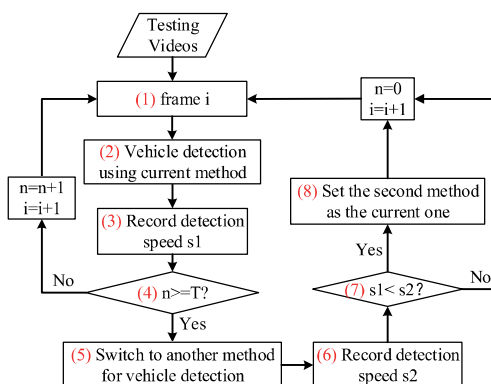 Testing
Videos
(1) frame i
n=0
i=i+1
(2) Vehicle detection
using current method
n=n+1
i=i+1
(3) Record detection
speed s1
(8) Set the second method
as the current one
No
(4) n>=T?
Yes
Yes
(7) s1< s2?
No
(5) Switch to another method
for vehicle detection
(6) Record detection
speed s2